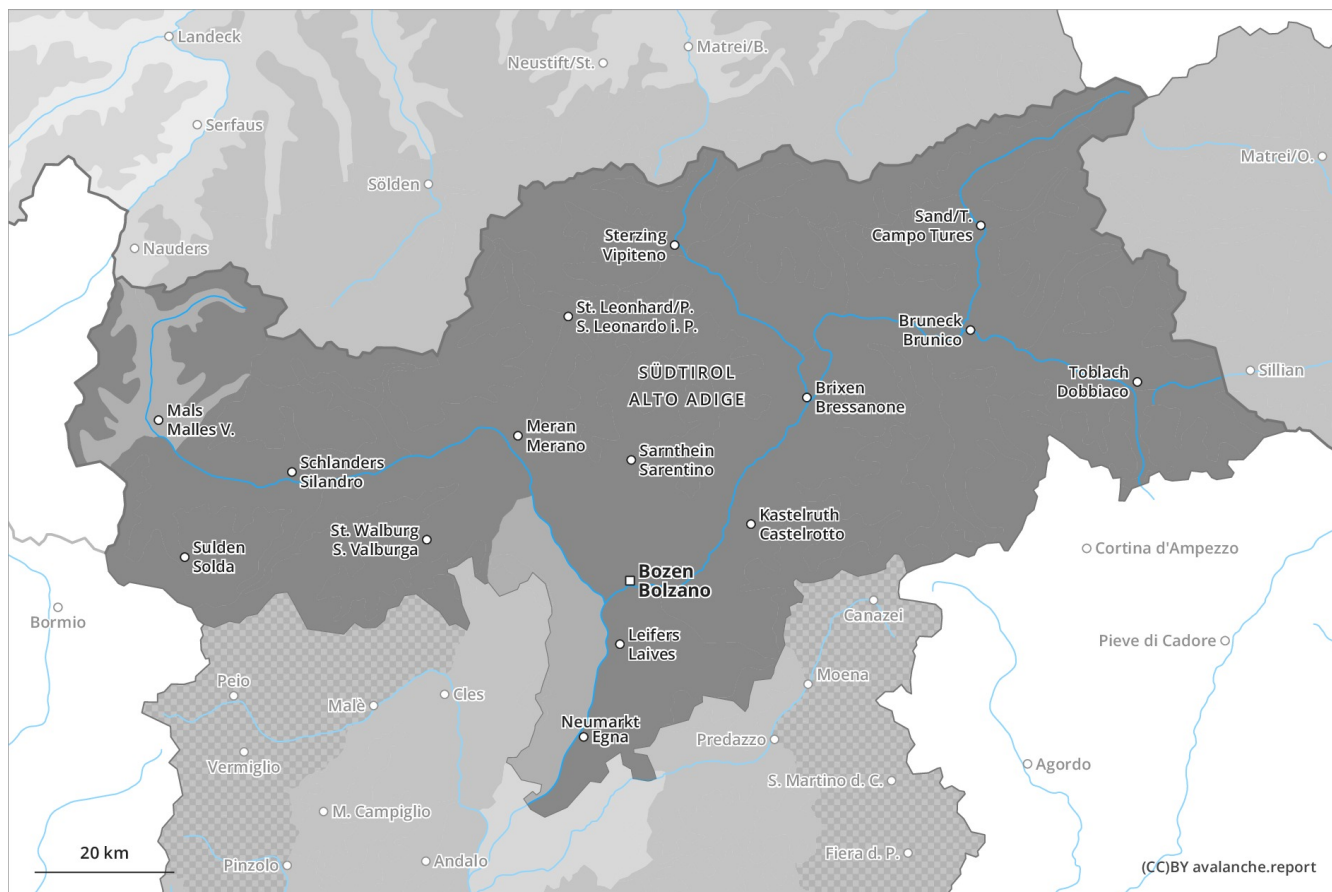 Landeck
Matrei/B.
Neustift/St.
Serfaus
Matrei/O.
Sölden
Sand/T.
Campo Tures
Sterzing
Vipiteno
Nauders
St. Leonhard/P.
S. Leonardo i. P.
Bruneck
Brunico
SÜDTIROL
ALTO ADIGE
Toblach
Dobbiaco
Sillian
Brixen
Bressanone
Mals
Malles V.
Meran
Merano
Sarnthein
Sarentino
Schlanders
Silandro
Kastelruth
Castelrotto
St. Walburg
S. Valburga
Sulden
Solda
Cortina d'Ampezzo
Bozen
Bolzano
Bormio
Canazei
Leifers
Laives
Pieve di Cadore
Peio
Moena
Malè
Cles
Neumarkt
Egna
Predazzo
Vermiglio
Agordo
S. Martino d. C.
M. Campiglio
20 km
Andalo
Fiera d. P.
Pinzolo
(CC)BY avalanche.report